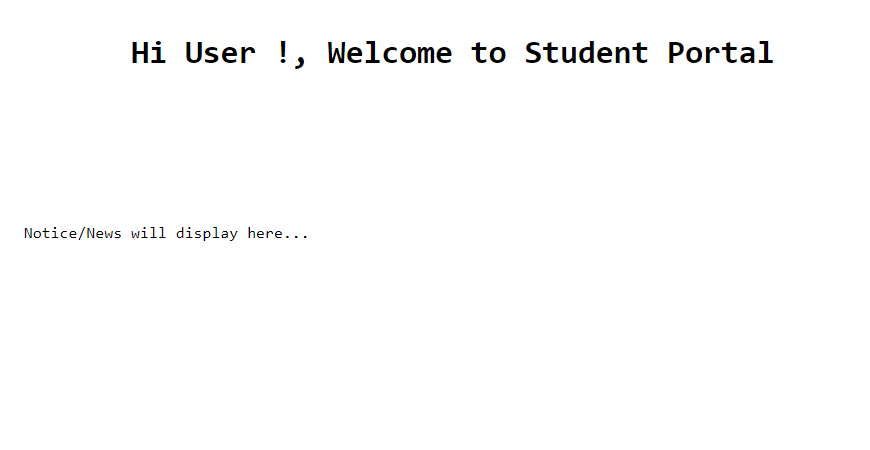 Hi User !, Welcome to Student Portal
Notice/News will display here...